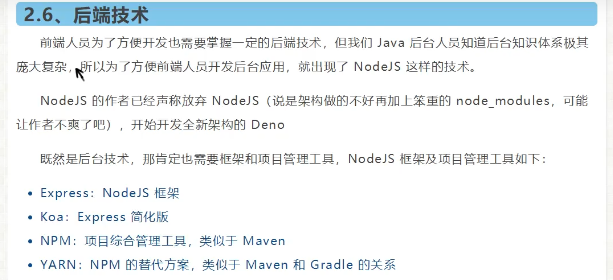 2.6、后端技术
前端人员为了方便开发也需要掌握一定的后端技术，但我们 Java 后台人员知道后台知识体系极其
庞大复杂，所以为了方便前端人员开发后台应用，就出现了 NodeJS 这样的技术。
NodeJS 的作者已经声称放弃 NodeJS（说是架构做的不好再加上笨重的 node_modules，可能
让作者不爽了吧），开始开发全新架构的 Deno
既然是后台技术，那肯定也需要框架和项目管理工具，NodeJS 框架及项目管理工具如下：
• Express：NodeJS 框架
• Koa：Express 简化版
• NPM：项目综合管理工具，类似于 Maven
• YARN：NPM 的替代方案，类似于 Maven 和 Gradle 的关系